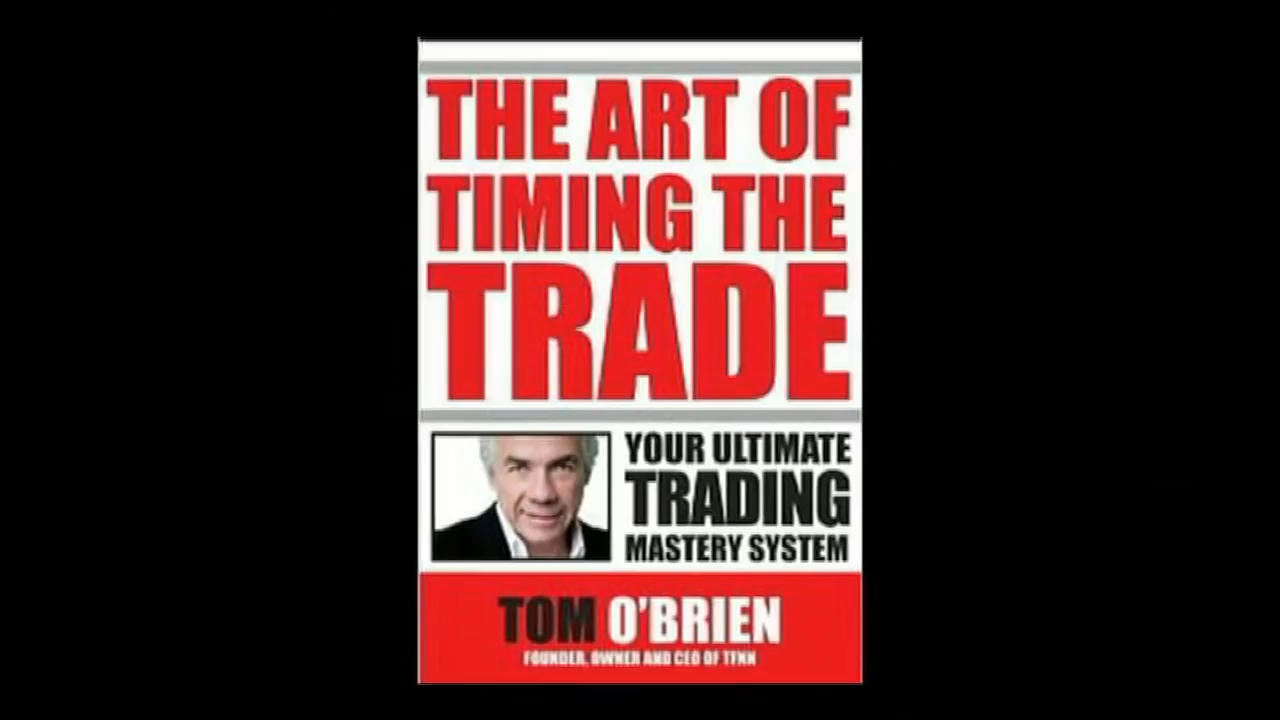 THE ART OF
TIMING THE
TRADE
YOUR ULTIMATE
TRADING
MASTERY SYSTEM
TOM O'BRIEN
FOUNDER, OWNER AND CEO OF TFNN